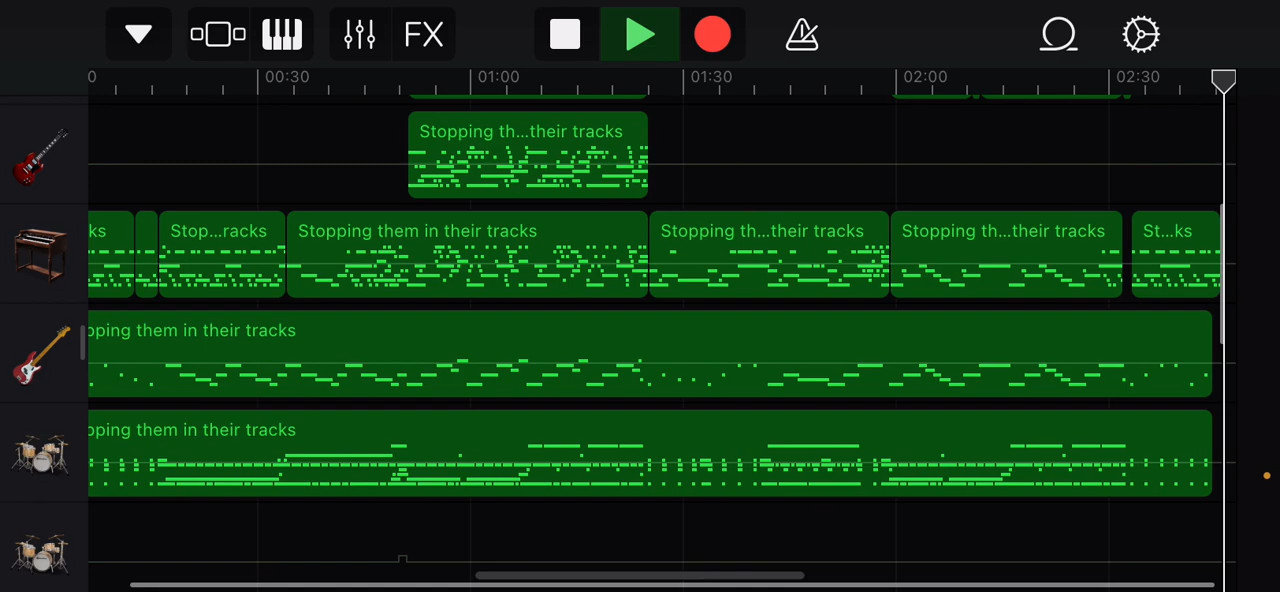 FX
0 00:30 01:00 01:30 02:00 02:30
Stopping th...their tracks
ks Stop...racks Stopping them in their tracks Stopping th...their tracks Stopping th...their tracks St...ks
pping them in their tracks
pping them in their tracks